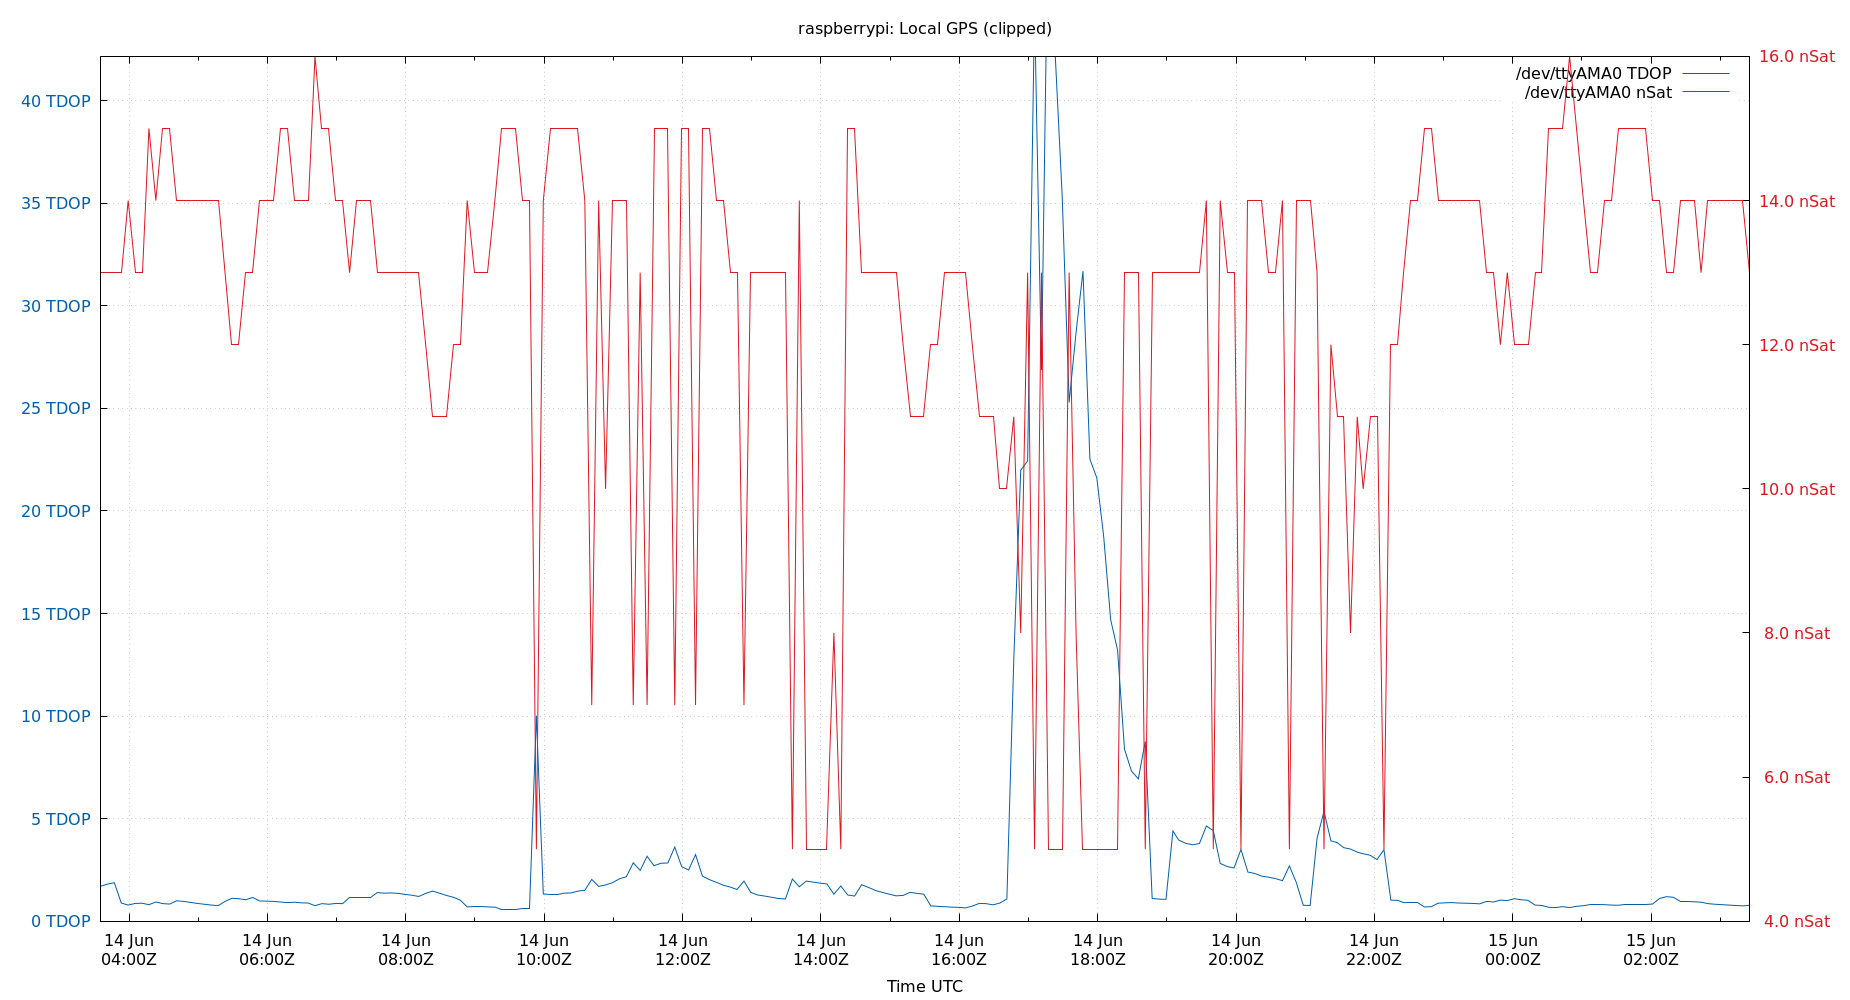 raspberrypi: Local GPS (clipped)
/dev/ttyAMA0 TDOP
/dev/ttyAMA0 nSat
40 TDOP
35 TDOP
30 TDOP
25 TDOP
20 TDOP
15 TDOP
10 TDOP
5 TDOP
0 TDOP
16.0 nSat
14.0 nSat
12.0 nSat
10.0 nSat
8.0 nSat
6.0 nSat
4.0 nSat
14 Jun
04:00Z
14 Jun
06:00Z
14 Jun
08:00Z
14 Jun
10:00Z
14 Jun
12:00Z
14 Jun
14:00Z
14 Jun
16:00Z
14 Jun
18:00Z
14 Jun
20:00Z
14 Jun
22:00Z
15 Jun
00:00Z
15 Jun
02:00Z
Time UTC